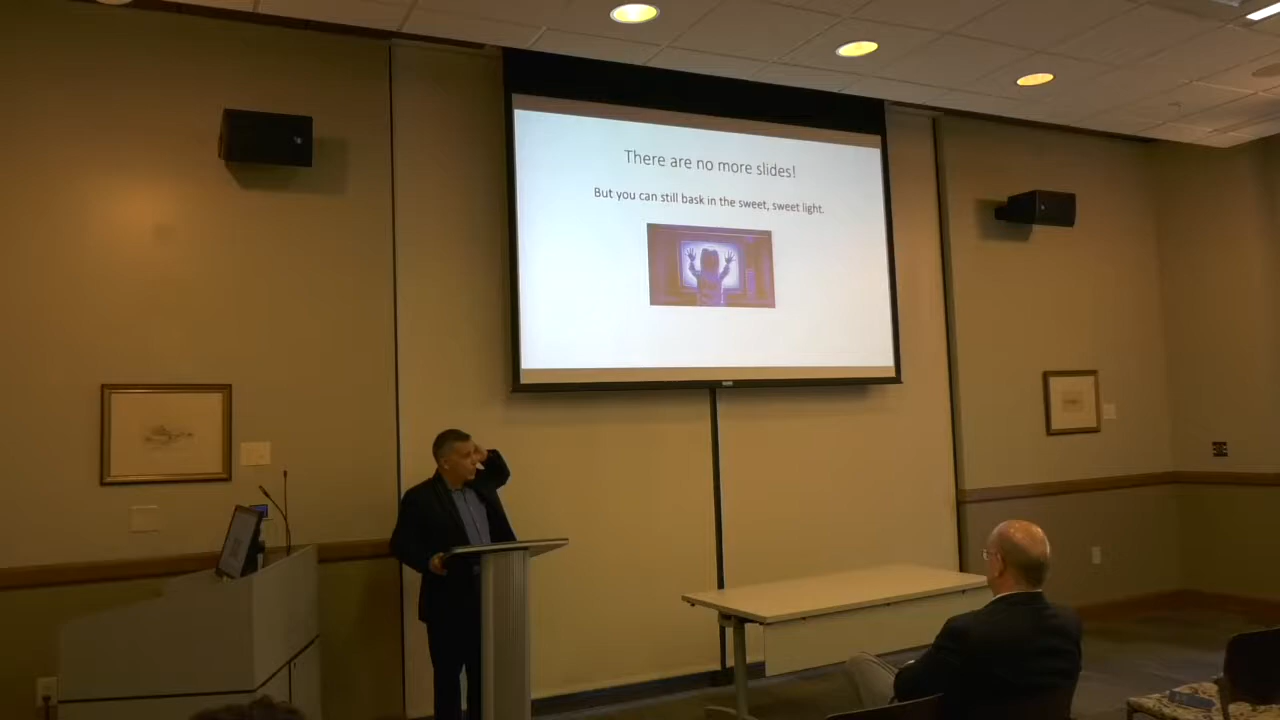 There are no more slides!
But you can still bask in the sweet, sweet light.